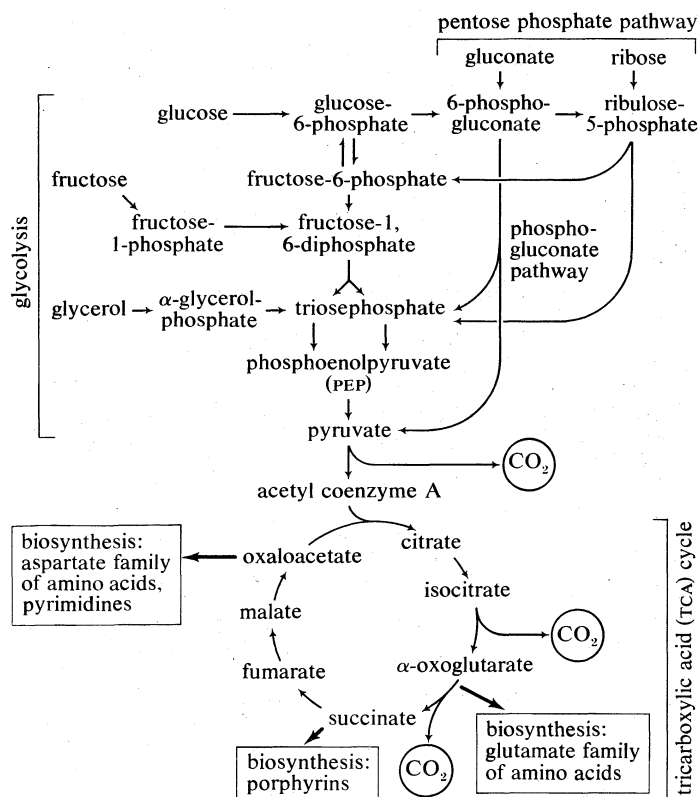 pentose phosphate pathway
gluconate
ribose
glucose
glucose-
6-phosphate
6-phospho-
gluconate
ribulose-
5-phosphate
fructose
fructose-6-phosphate
fructose-
1-phosphate
fructose-1,
6-diphosphate
phospho-
gluconate
pathway
glycolysis
glycerol
α-glycerol-
phosphate
triosephosphate
phosphoenolpyruvate
(PEP)
pyruvate
CO2
acetyl coenzyme A
biosynthesis:
aspartate family
of amino acids,
pyrimidines
oxaloacetate
citrate
isocitrate
malate
CO2
fumarate
α-oxoglutarate
succinate
biosynthesis:
porphyrins
CO2
biosynthesis:
glutamate family
of amino acids
tricarboxylic acid (TCA) cycle